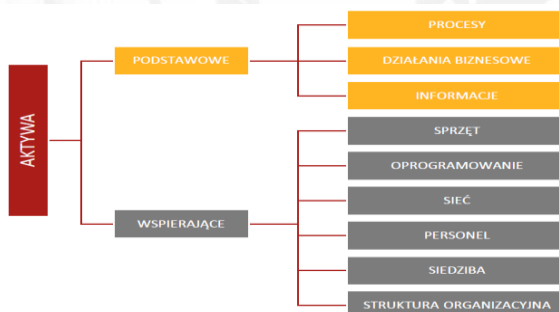 AKTYWA
PODSTAWOWE
PROCESY
DZIAŁANIA BIZNESOWE
INFORMACJE
WSPIERAJĄCE
SPRZĘT
OPROGRAMOWANIE
SIEĆ
PERSONEL
SIEDZIBA
STRUKTURA ORGANIZACYJNA